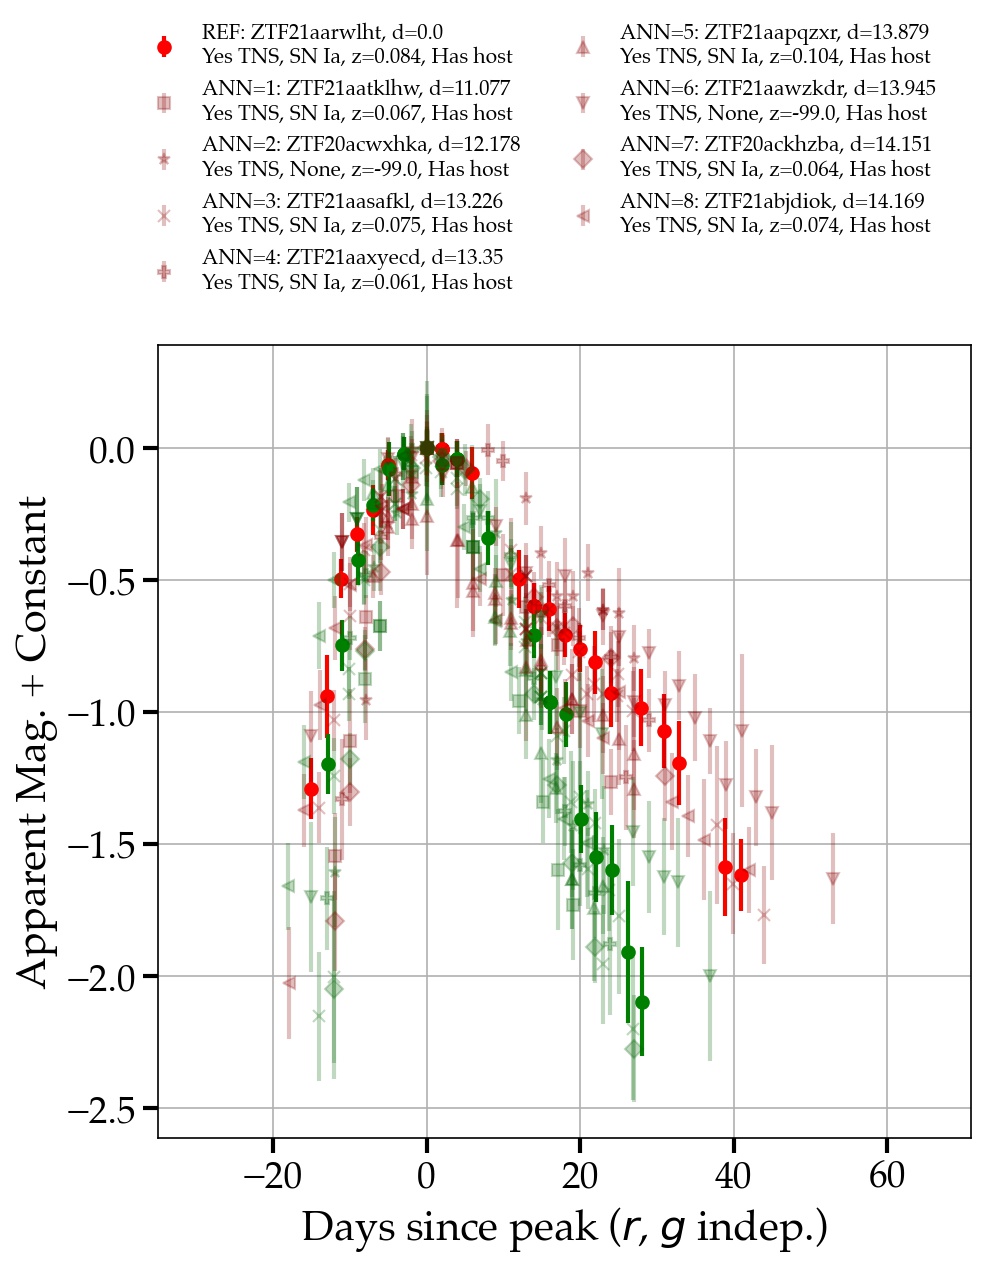 REF: ZTF21aarwlht, d=0.0
Yes TNS, SN Ia, z=0.084, Has host
ANN=1: ZTF21aatklhw, d=11.077
Yes TNS, SN Ia, z=0.067, Has host
ANN=2: ZTF20acwxhka, d=12.178
Yes TNS, None, z=-99.0, Has host
ANN=3: ZTF21aasafkl, d=13.226
Yes TNS, SN Ia, z=0.075, Has host
ANN=4: ZTF21aaxyecd, d=13.35
Yes TNS, SN Ia, z=0.061, Has host
ANN=5: ZTF21aapqzxr, d=13.879
Yes TNS, SN Ia, z=0.104, Has host
ANN=6: ZTF21aawzkdr, d=13.945
Yes TNS, None, z=-99.0, Has host
ANN=7: ZTF20ackhzba, d=14.151
Yes TNS, SN Ia, z=0.064, Has host
ANN=8: ZTF21abjdiok, d=14.169
Yes TNS, SN Ia, z=0.074, Has host
Apparent Mag. + Constant
0.0
−0.5
−1.0
−1.5
−2.0
−2.5
−20
0
20
40
60
Days since peak (r, g indep.)